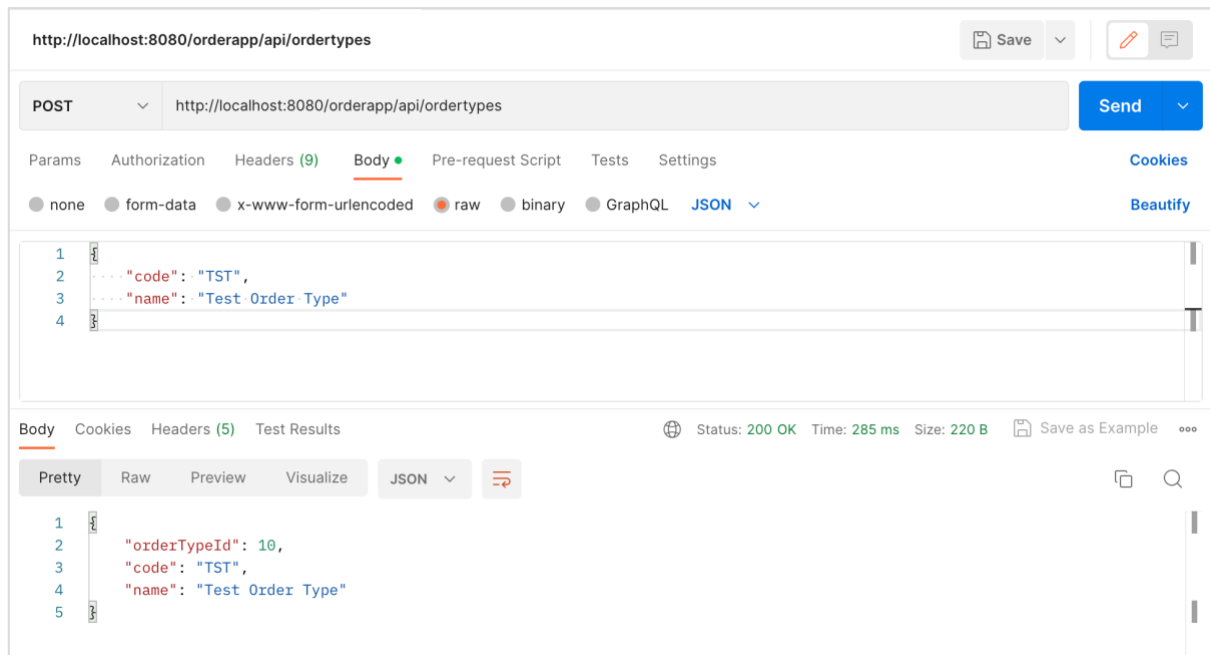 http://localhost:8080/orderapp/api/ordertypes Save
POST http://localhost:8080/orderapp/api/ordertypes Send
Params Authorization Headers (9) Body Pre-request Script Tests Settings Cookies
none form-data x-www-form-urlencoded raw binary GraphQL JSON Beautify
1 {
2 "code": "TST",
3 "name": "Test Order Type"
4 }
Body Cookies Headers (5) Test Results Status: 200 OK Time: 285 ms Size: 220 B Save as Example
Pretty Raw Preview Visualize JSON
1 {
2 "orderTypeId": 10,
3 "code": "TST",
4 "name": "Test Order Type"
5 }